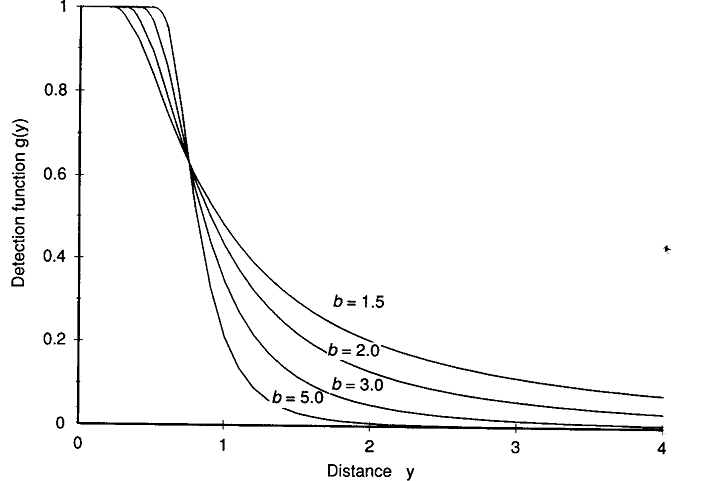 1
0.8
0.6
0.4
0.2
0
Detection function g(y)
b = 1.5
b = 2.0
b = 3.0
b = 5.0
0 1 2 3 4
Distance y